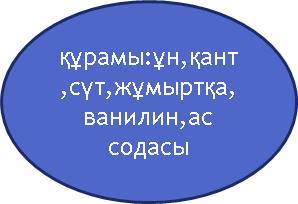 құрамы:ұн,қант
,сүт,жұмыртқа,
ванилин,ас
содасы